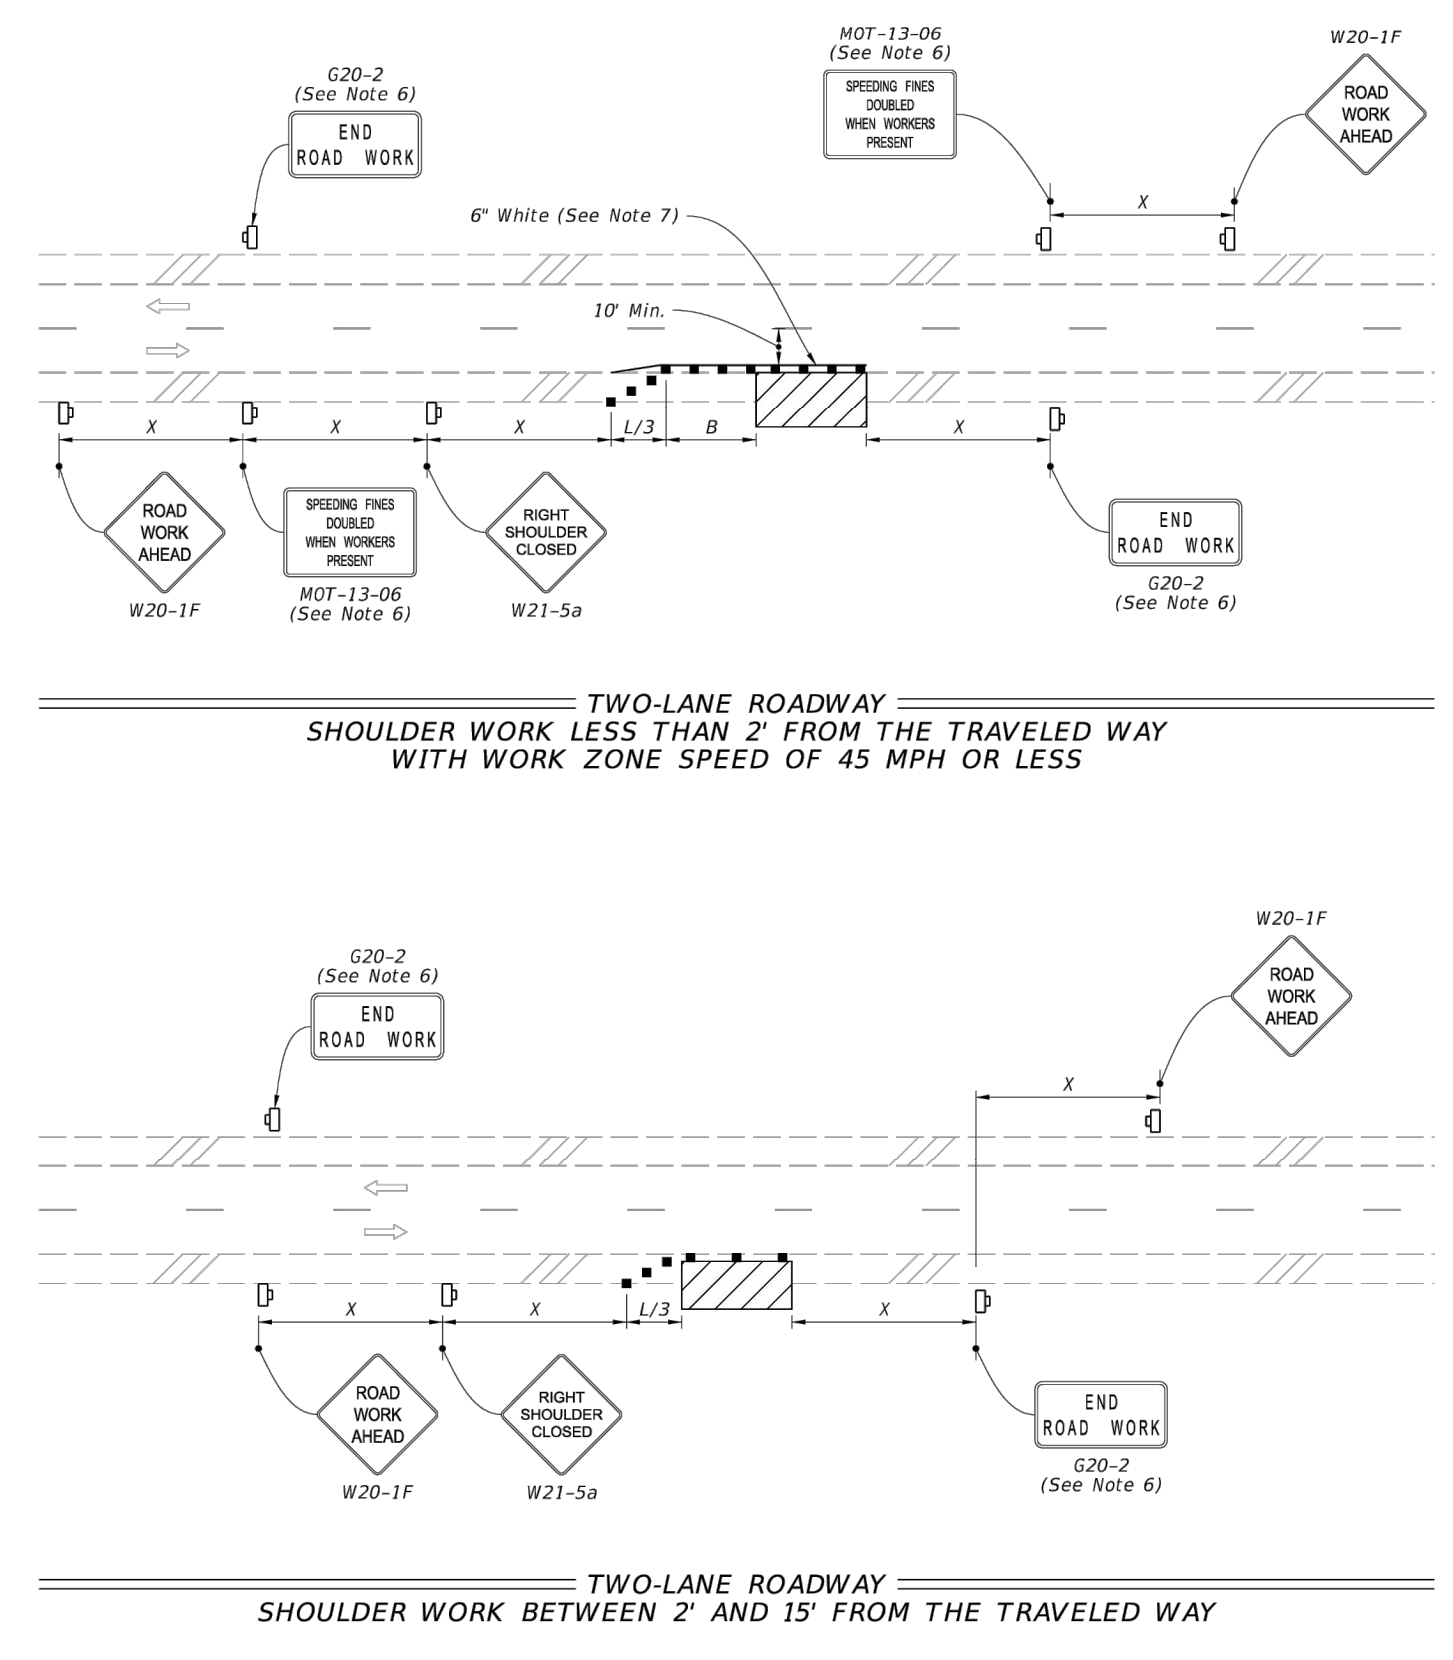 MOT-13-06
(See Note 6)
W20-1F
G20-2
(See Note 6)
SPEEDING FINES
DOUBLED
WHEN WORKERS
PRESENT
ROAD
WORK
AHEAD
END
ROAD WORK
X
6" White (See Note 7)
10' Min.
X
X
X
L/3
B
X
ROAD
WORK
AHEAD
W20-1F
SPEEDING FINES
DOUBLED
WHEN WORKERS
PRESENT
MOT-13-06
(See Note 6)
RIGHT
SHOULDER
CLOSED
W21-5a
END
ROAD WORK
G20-2
(See Note 6)
TWO-LANE ROADWAY
SHOULDER WORK LESS THAN 2' FROM THE TRAVELED WAY
WITH WORK ZONE SPEED OF 45 MPH OR LESS
W20-1F
G20-2
(See Note 6)
ROAD
WORK
AHEAD
END
ROAD WORK
X
X
X
L/3
X
ROAD
WORK
AHEAD
W20-1F
RIGHT
SHOULDER
CLOSED
W21-5a
END
ROAD WORK
G20-2
(See Note 6)
TWO-LANE ROADWAY
SHOULDER WORK BETWEEN 2' AND 15' FROM THE TRAVELED WAY